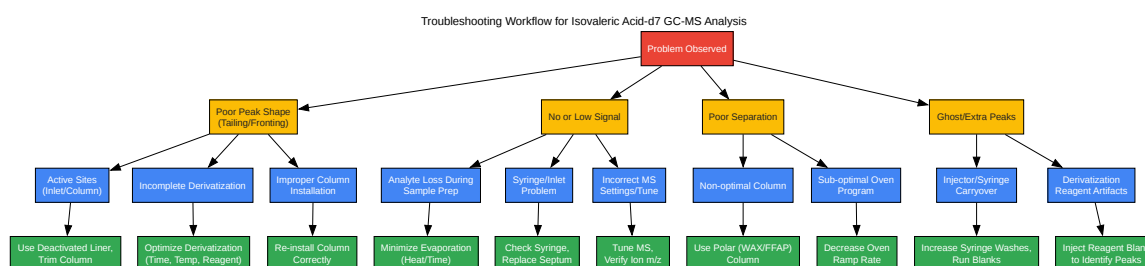 Troubleshooting Workflow for Isovaleric Acid-d7 GC-MS Analysis
Problem Observed
Poor Peak Shape
(Tailing/Fronting)
No or Low Signal
Poor Separation
Ghost/Extra Peaks
Active Sites
(Inlet/Column)
Incomplete Derivatization
Improper Column
Installation
Analyte Loss During
Sample Prep
Syringe/Inlet
Problem
Incorrect MS
Settings/Tune
Non-optimal Column
Sub-optimal Oven
Program
Injector/Syringe
Carryover
Derivatization
Reagent Artifacts
Use Deactivated Liner,
Trim Column
Optimize Derivatization
(Time, Temp, Reagent)
Re-install Column
Correctly
Minimize Evaporation
(Heat/Time)
Check Syringe,
Replace Septum
Tune MS,
Verify Ion m/z
Use Polar (WAX/FFAP)
Column
Decrease Oven
Ramp Rate
Increase Syringe Washes,
Run Blanks
Inject Reagent Blan
to Identify Peaks